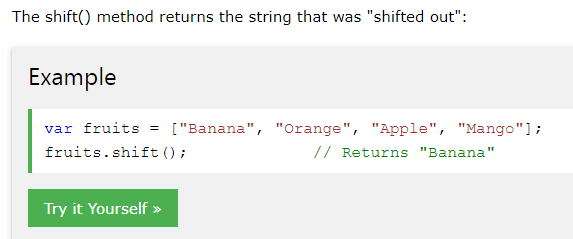 The shift() method returns the string that was "shifted out":
Example
var fruits = ["Banana", "Orange", "Apple", "Mango"];
fruits.shift();             // Returns "Banana"
Try it Yourself »